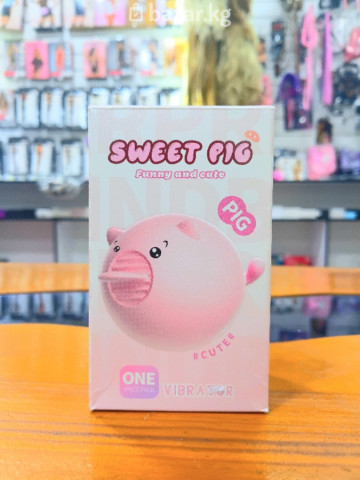 bazar.kg
SWEET PIG
Funny and cute
PIG
#CUTE#
ONE
VIBRATOR